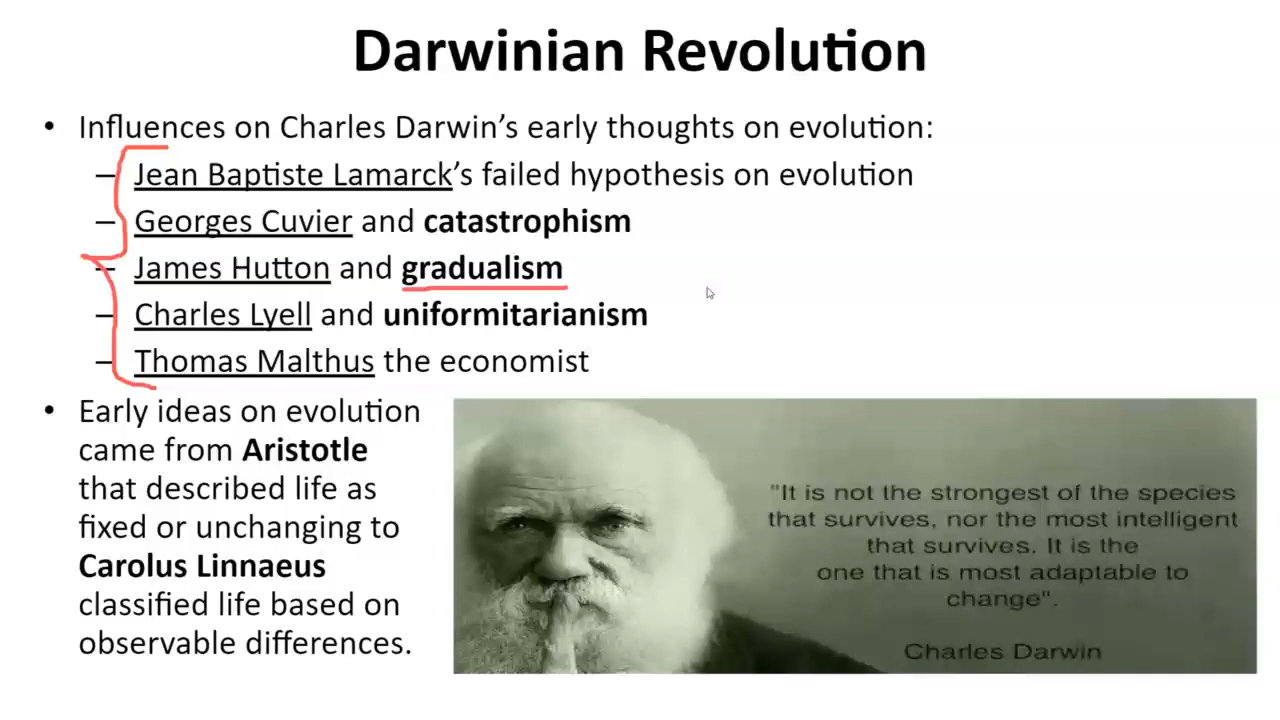 Darwinian Revolution
• Influences on Charles Darwin’s early thoughts on evolution:
– Jean Baptiste Lamarck’s failed hypothesis on evolution
– Georges Cuvier and catastrophism
– James Hutton and gradualism
– Charles Lyell and uniformitarianism
– Thomas Malthus the economist
• Early ideas on evolution
came from Aristotle
that described life as
fixed or unchanging to
Carolus Linnaeus
classified life based on
observable differences.
"It is not the strongest of the species
that survives, nor the most intelligent
that survives. It is the
one that is most adaptable to
change".
Charles Darwin